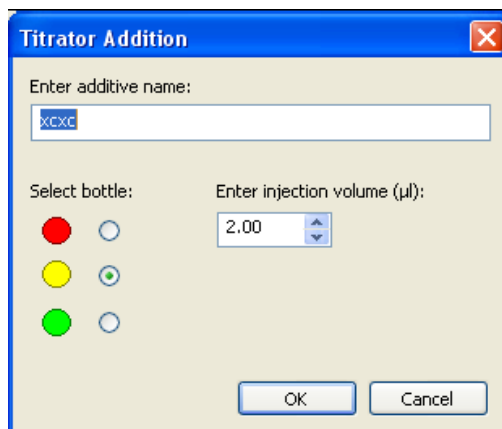 Titrator Addition
Enter additive name:
xcxc
Select bottle:
Enter injection volume (µl):
2.00
OK
Cancel